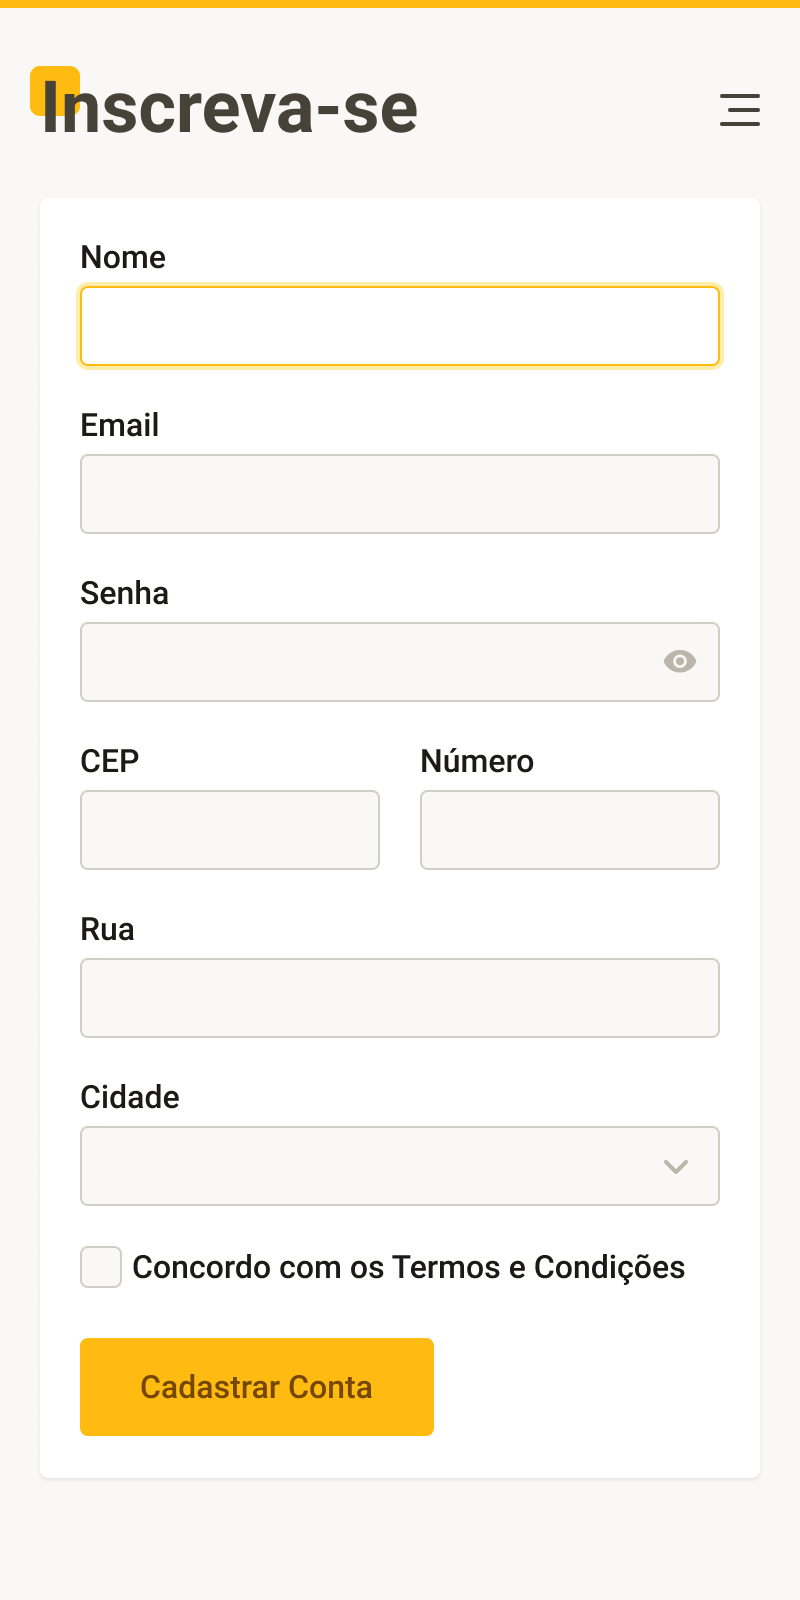 Inscreva-se
Nome
Email
Senha
CEP Número
Rua
Cidade
Concordo com os Termos e Condições
Cadastrar Conta